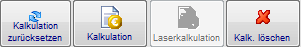 Kalkulation
zurücksetzen
Kalkulation
Laserkalkulation
Kalk. löschen